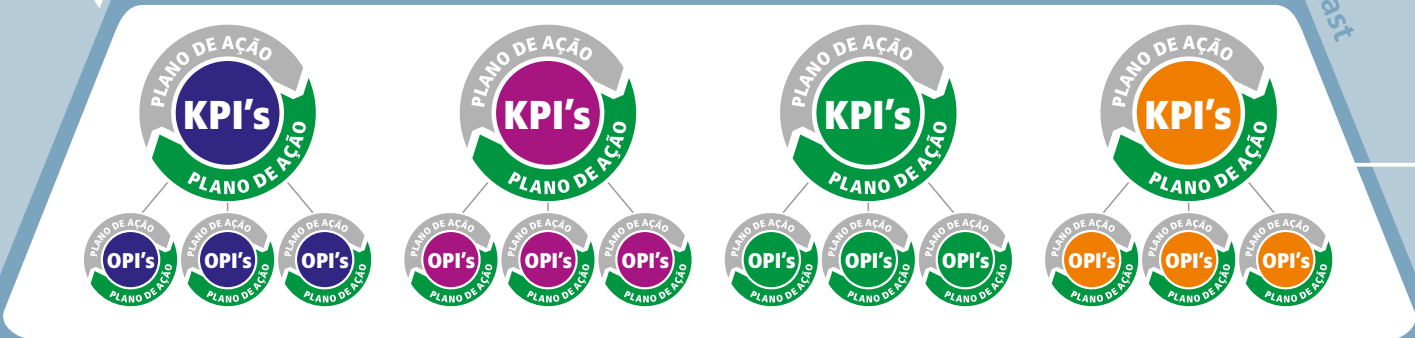 ast
PLANO DE AÇÃO
KPI's
PLANO DE AÇÃO
PLANO DE AÇÃO
KPI's
PLANO DE AÇÃO
PLANO DE AÇÃO
KPI's
PLANO DE AÇÃO
PLANO DE AÇÃO
KPI's
PLANO DE AÇÃO
PLANO DE AÇÃO
OPI's
PLANO DE AÇÃO
PLANO DE AÇÃO
OPI's
PLANO DE AÇÃO
PLANO DE AÇÃO
OPI's
PLANO DE AÇÃO
PLANO DE AÇÃO
OPI's
PLANO DE AÇÃO
PLANO DE AÇÃO
OPI's
PLANO DE AÇÃO
PLANO DE AÇÃO
OPI's
PLANO DE AÇÃO
PLANO DE AÇÃO
OPI's
PLANO DE AÇÃO
PLANO DE AÇÃO
OPI's
PLANO DE AÇÃO
PLANO DE AÇÃO
OPI's
PLANO DE AÇÃO
PLANO DE AÇÃO
OPI's
PLANO DE AÇÃO
PLANO DE AÇÃO
OPI's
PLANO DE AÇÃO
PLANO DE AÇÃO
OPI's
PLANO DE AÇÃO